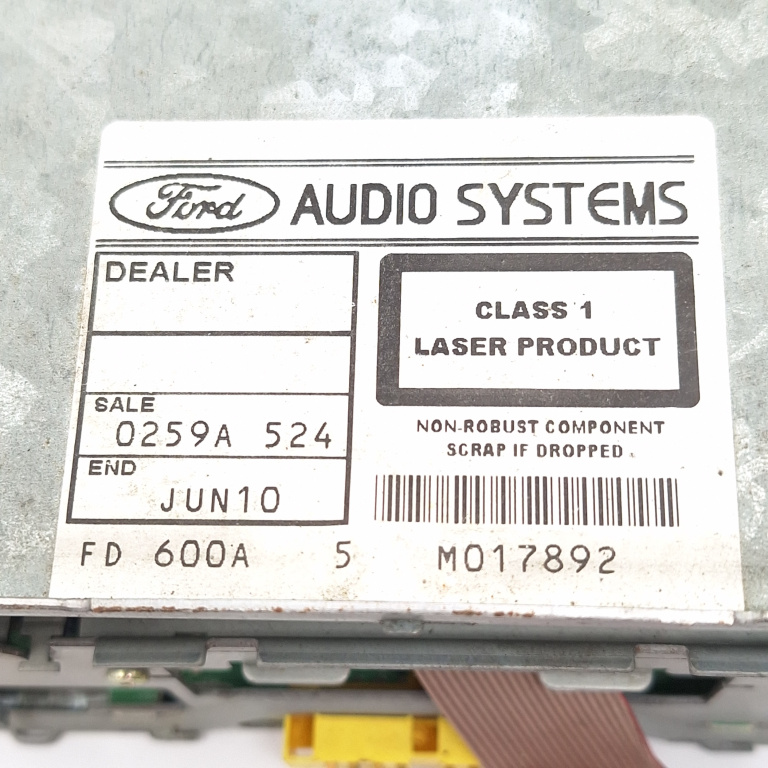 Ford AUDIO SYSTEMS
DEALER
CLASS 1
LASER PRODUCT
SALE
0259A 524
NON-ROBUST COMPONENT
SCRAP IF DROPPED.
END
JUN10
FD 600A 5 M017892